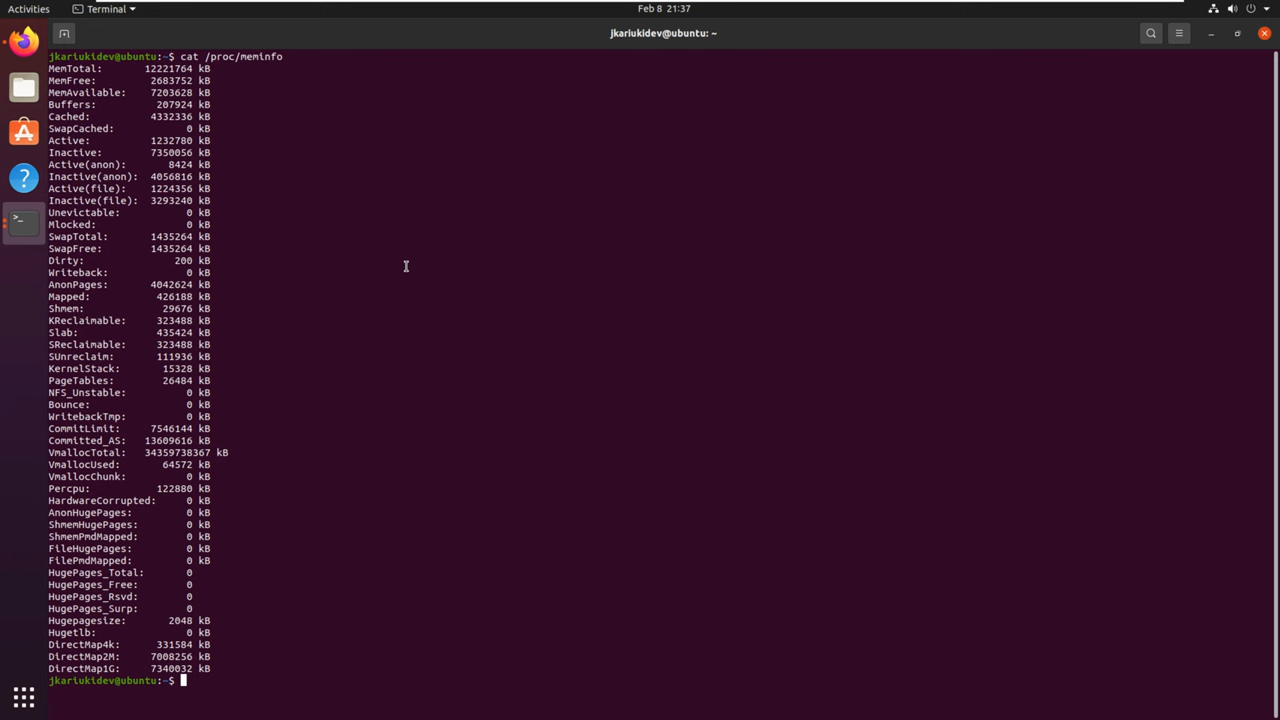 Activities
Terminal
Feb 8 21:37
jkariukidev@ubuntu: ~
jkariukidev@ubuntu:~$ cat /proc/meminfo
MemTotal: 12221764 kB
MemFree: 2683752 kB
MemAvailable: 7203628 kB
Buffers: 207924 kB
Cached: 4332336 kB
SwapCached: 0 kB
Active: 1232780 kB
Inactive: 7350056 kB
Active(anon): 8424 kB
Inactive(anon): 4056816 kB
Active(file): 1224356 kB
Inactive(file): 3293240 kB
Unevictable: 0 kB
Mlocked: 0 kB
SwapTotal: 1435264 kB
SwapFree: 1435264 kB
Dirty: 200 kB
Writeback: 0 kB
AnonPages: 4042624 kB
Mapped: 426188 kB
Shmem: 29676 kB
KReclaimable: 323488 kB
Slab: 435424 kB
SReclaimable: 323488 kB
SUnreclaim: 111936 kB
KernelStack: 15328 kB
PageTables: 26484 kB
NFS_Unstable: 0 kB
Bounce: 0 kB
WritebackTmp: 0 kB
CommitLimit: 7546144 kB
Committed_AS: 13609616 kB
VmallocTotal: 34359738367 kB
VmallocUsed: 64572 kB
VmallocChunk: 0 kB
Percpu: 122880 kB
HardwareCorrupted: 0 kB
AnonHugePages: 0 kB
ShmemHugePages: 0 kB
ShmemPmdMapped: 0 kB
FileHugePages: 0 kB
FilePmdMapped: 0 kB
HugePages_Total: 0
HugePages_Free: 0
HugePages_Rsvd: 0
HugePages_Surp: 0
Hugepagesize: 2048 kB
Hugetlb: 0 kB
DirectMap4k: 331584 kB
DirectMap2M: 7008256 kB
DirectMap1G: 7340032 kB
jkariukidev@ubuntu:~$